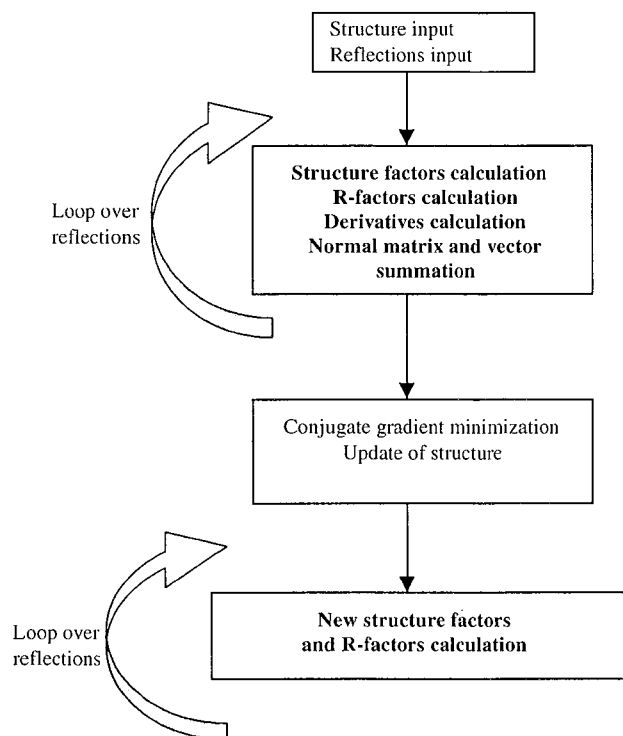 Structure input
Reflections input
Structure factors calculation
R-factors calculation
Derivatives calculation
Normal matrix and vector
summation
Loop over
reflections
Conjugate gradient minimization
Update of structure
New structure factors
and R-factors calculation
Loop over
reflections